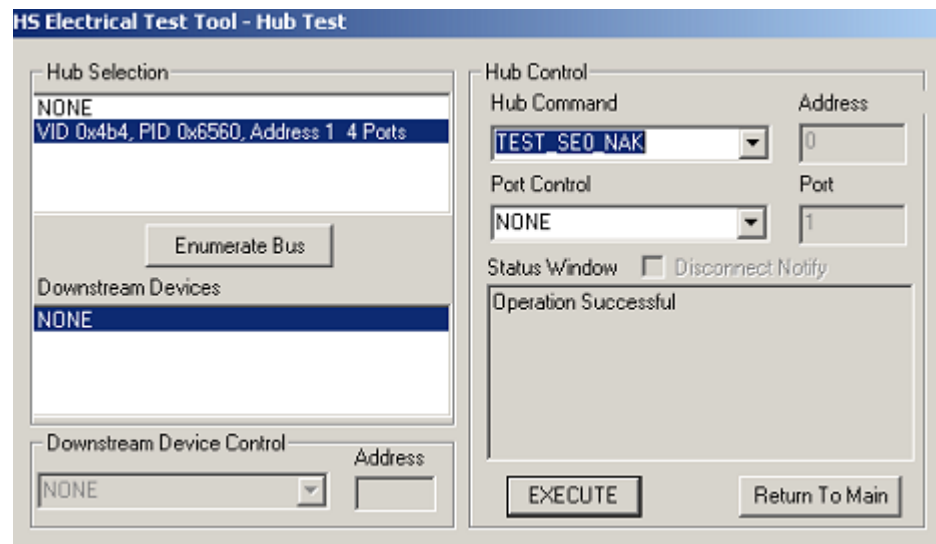 HS Electrical Test Tool - Hub Test
Hub Selection
NONE
VID 0x4b4, PID 0x6560, Address 1 4 Ports
Enumerate Bus
Downstream Devices
NONE
Downstream Device Control
Address
NONE
Hub Control
Hub Command Address
TEST_SE0_NAK 0
Port Control Port
NONE 1
Status Window Disconnect Notify
Operation Successful
EXECUTE Return To Main